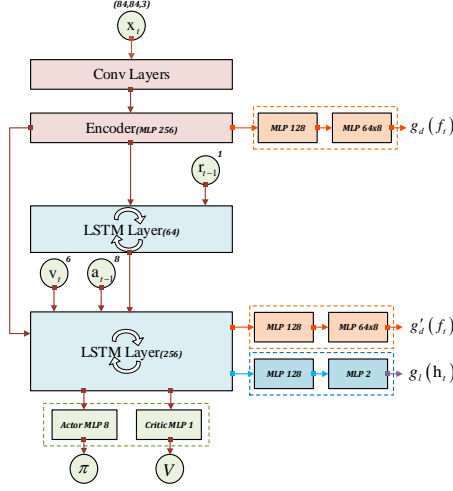 (84,84,3)
x_t
Conv Layers
Encoder(MLP 256)
MLP 128
MLP 64x8
g_d(f_t)
r_{t-1} 1
LSTM Layer(64)
v_t 6
a_{t-1} 8
LSTM Layer(256)
MLP 128
MLP 64x8
g'_d(f_t)
MLP 128
MLP 2
g_l(h_t)
Actor MLP 8
Critic MLP 1
π
V